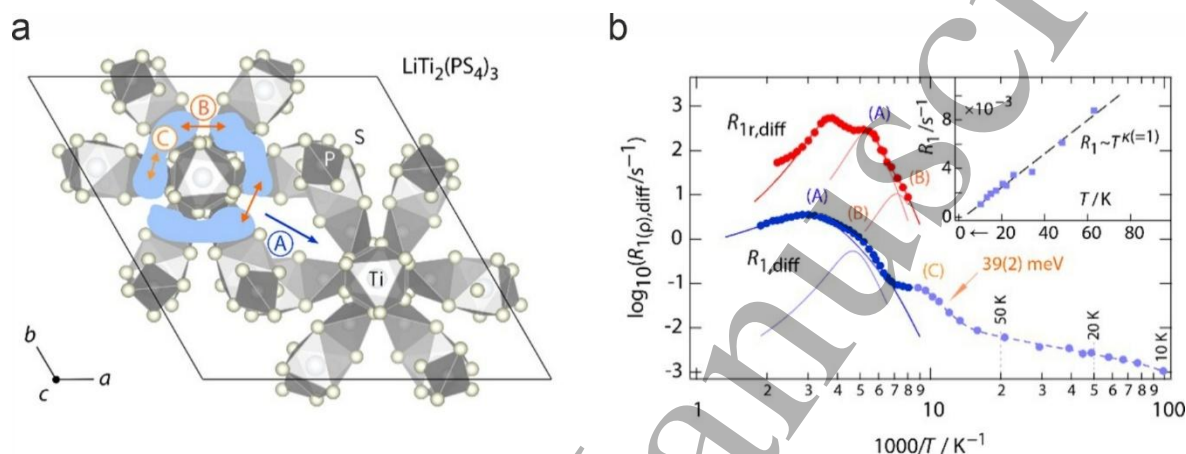 a
LiTi₂(PS₄)₃
B
C
S
P
A
Ti
b
a
c
b
log₁₀(R₁(ρ),diff/s⁻¹)
3
2
1
0
-1
-2
-3
R₁r,diff
(A)
(B)
(A)
(B)
R₁,diff
(C)
39(2) meV
50 K
20 K
10 K
R₁/s⁻¹
×10⁻³
8
4
0
R₁~Tᴷ⁽⁼¹⁾
T / K
0 ← 20 40 60 80
2 3 4 5 6 7 8 9 2 3 4 5 6 7 8
1 10 100
1000/T / K⁻¹